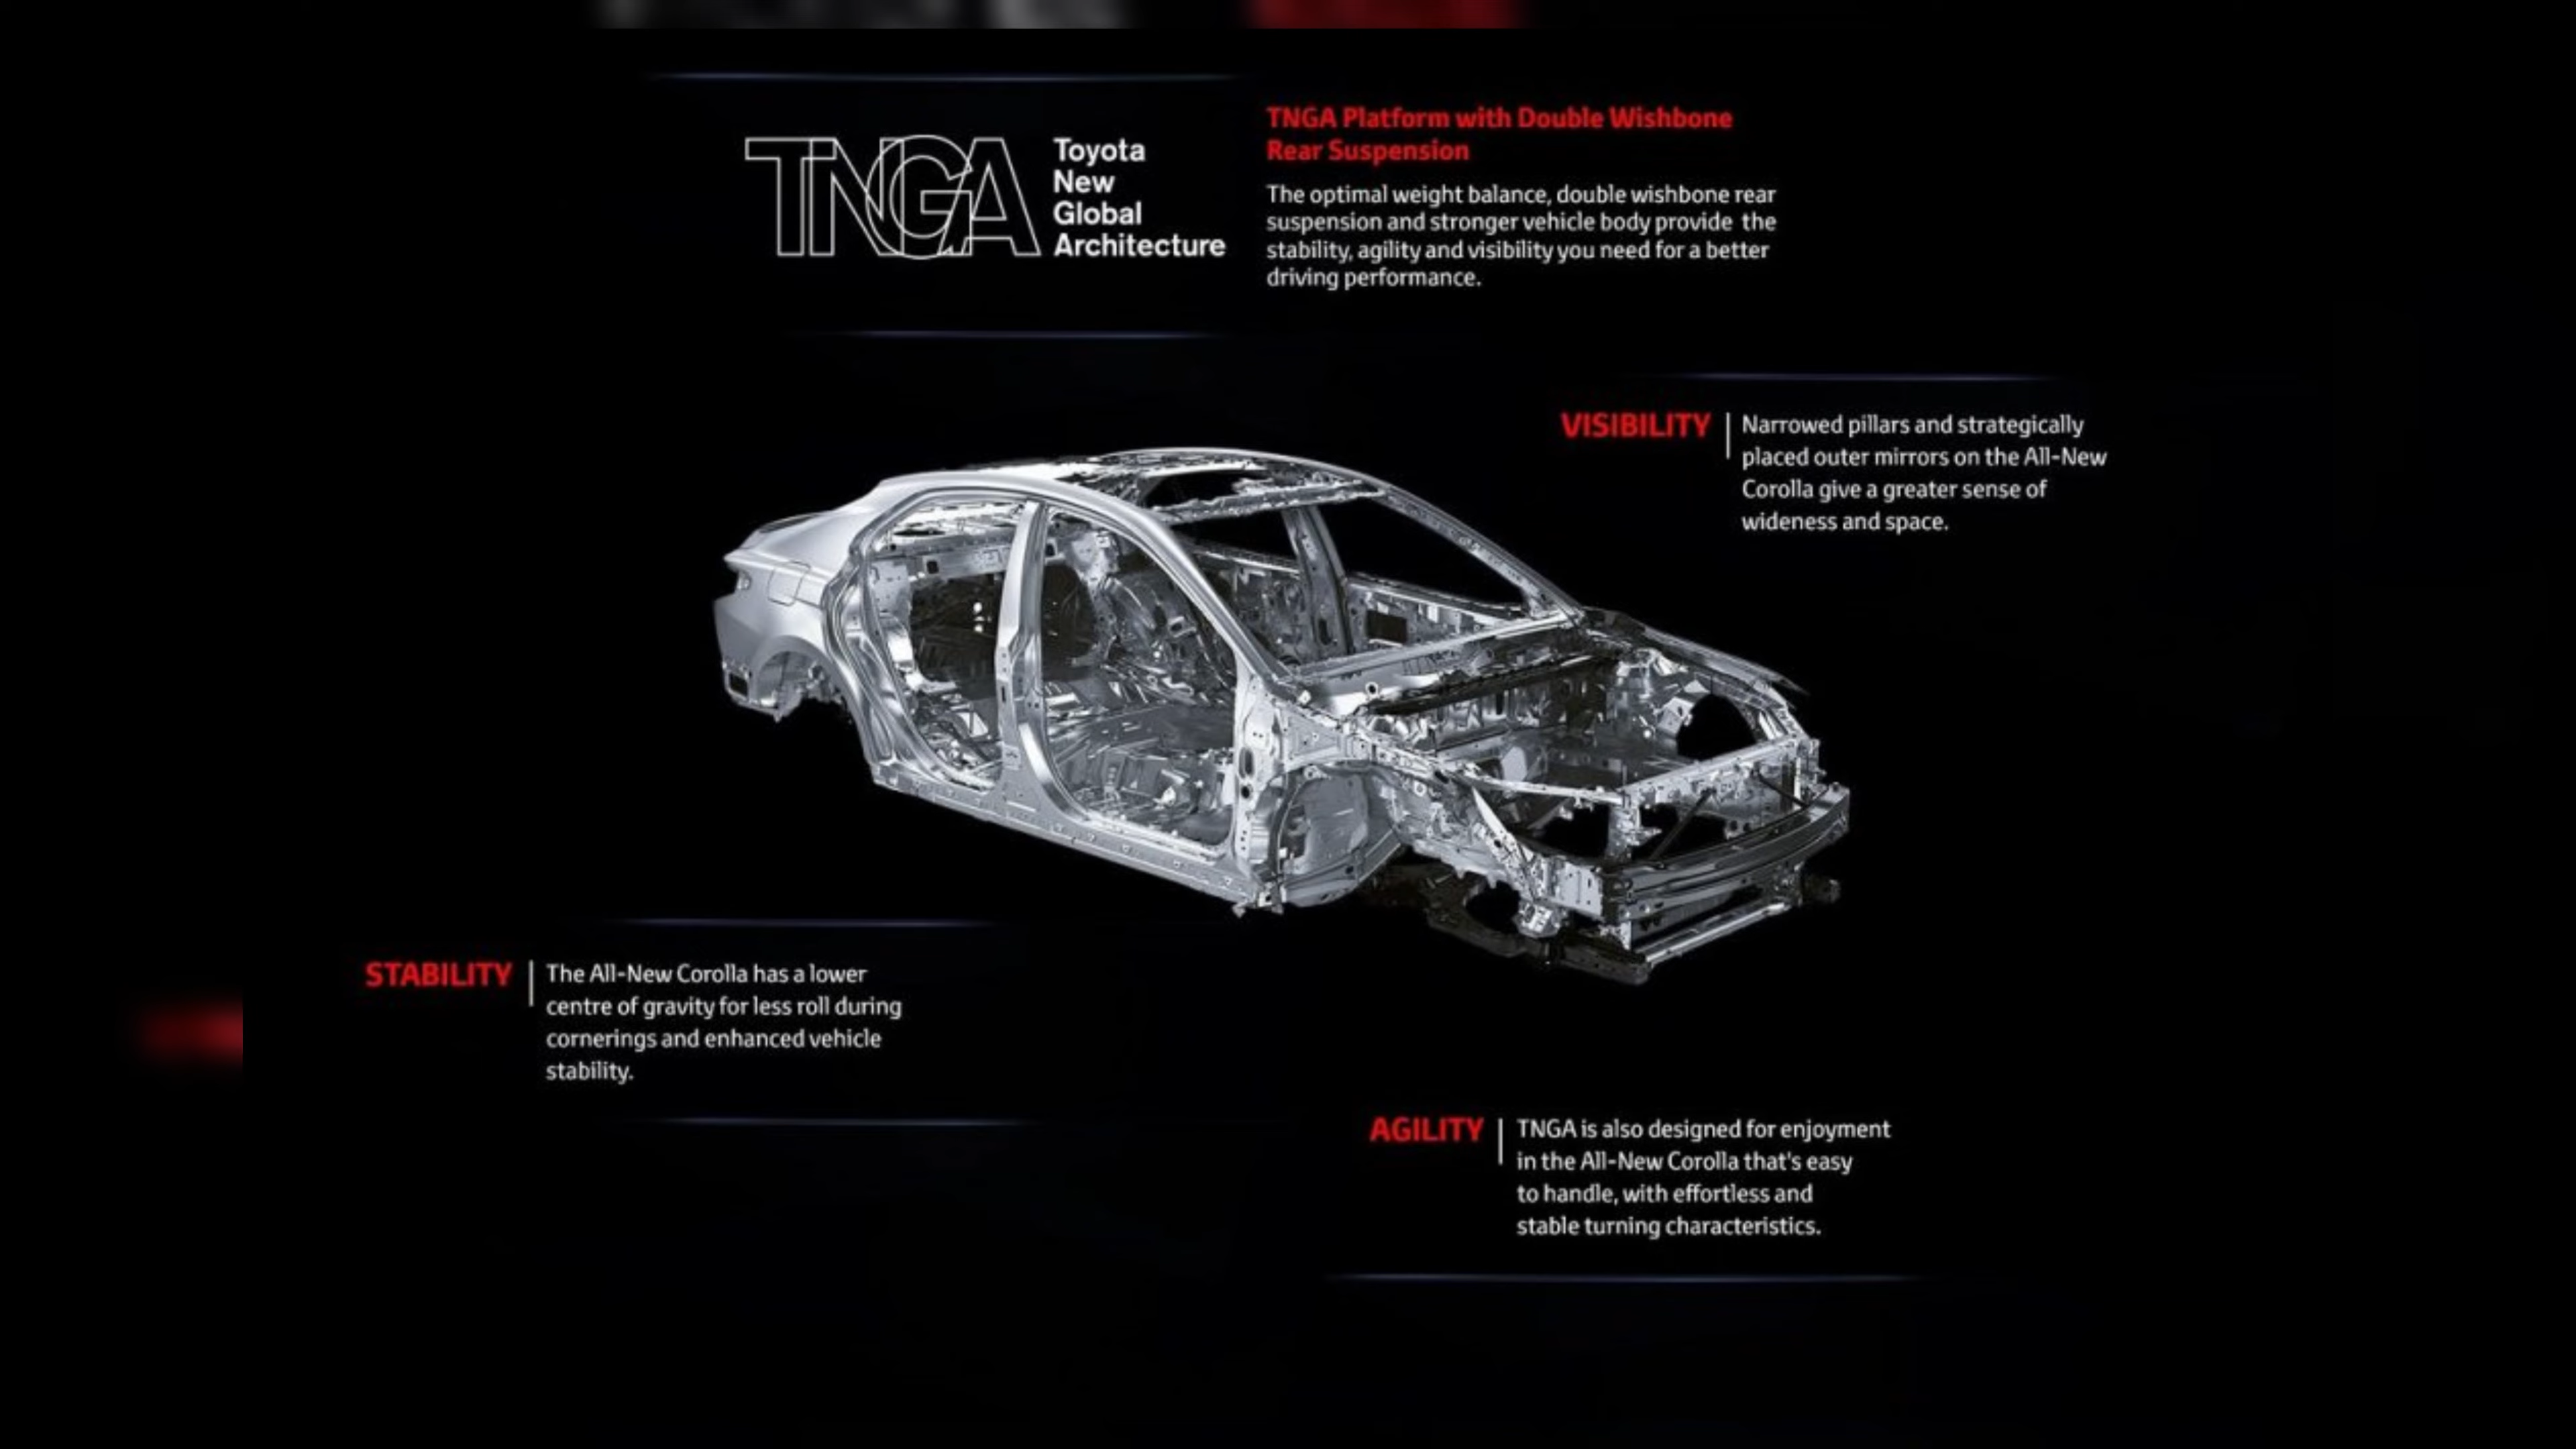 TNGA
Toyota
New
Global
Architecture
TNGA Platform with Double Wishbone
Rear Suspension
The optimal weight balance, double wishbone rear
suspension and stronger vehicle body provide the
stability, agility and visibility you need for a better
driving performance.
VISIBILITY
Narrowed pillars and strategically
placed outer mirrors on the All-New
Corolla give a greater sense of
wideness and space.
STABILITY
The All-New Corolla has a lower
centre of gravity for less roll during
cornerings and enhanced vehicle
stability.
AGILITY
TNGA is also designed for enjoyment
in the All-New Corolla that's easy
to handle, with effortless and
stable turning characteristics.